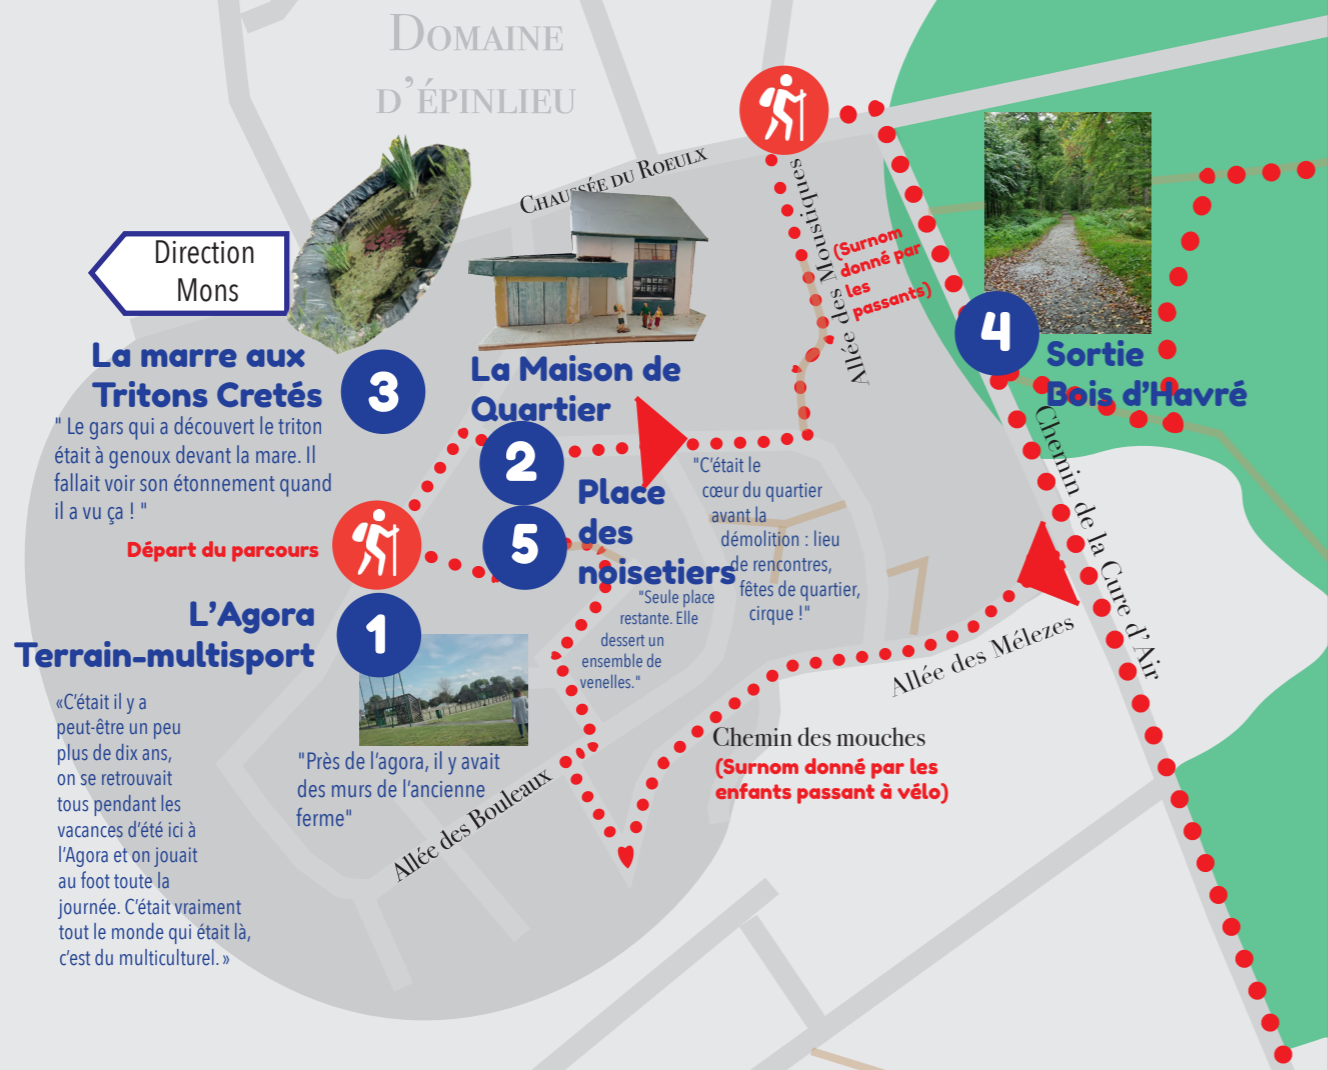 DOMAINE
D'ÉPINLIEU
CHAUSSÉE DU ROEULX
Direction
Mons
Allée des Moustiques
(Surnom
donné par
les
passants)
La marre aux
Tritons Cretés
3
" Le gars qui a découvert le triton
était à genoux devant la mare. Il
fallait voir son étonnement quand
il a vu ça ! "
La Maison de
Quartier
2
"C'était le
cœur du quartier
avant la
démolition : lieu
de rencontres,
fêtes de quartier,
cirque !"
4
Sortie
Bois d'Havré
Chemin de la Cure d'Air
Départ du parcours
5
Place
des
noisetiers
"Seule place
restante. Elle
dessert un
ensemble de
venelles."
L'Agora
Terrain-multisport
1
«C'était il y a
peut-être un peu
plus de dix ans,
on se retrouvait
tous pendant les
vacances d'été ici à
l'Agora et on jouait
au foot toute la
journée. C'était vraiment
tout le monde qui était là,
c'est du multiculturel. »
"Près de l'agora, il y avait
des murs de l'ancienne
ferme"
Allée des Bouleaux
Allée des Mélezes
Chemin des mouches
(Surnom donné par les
enfants passant à vélo)